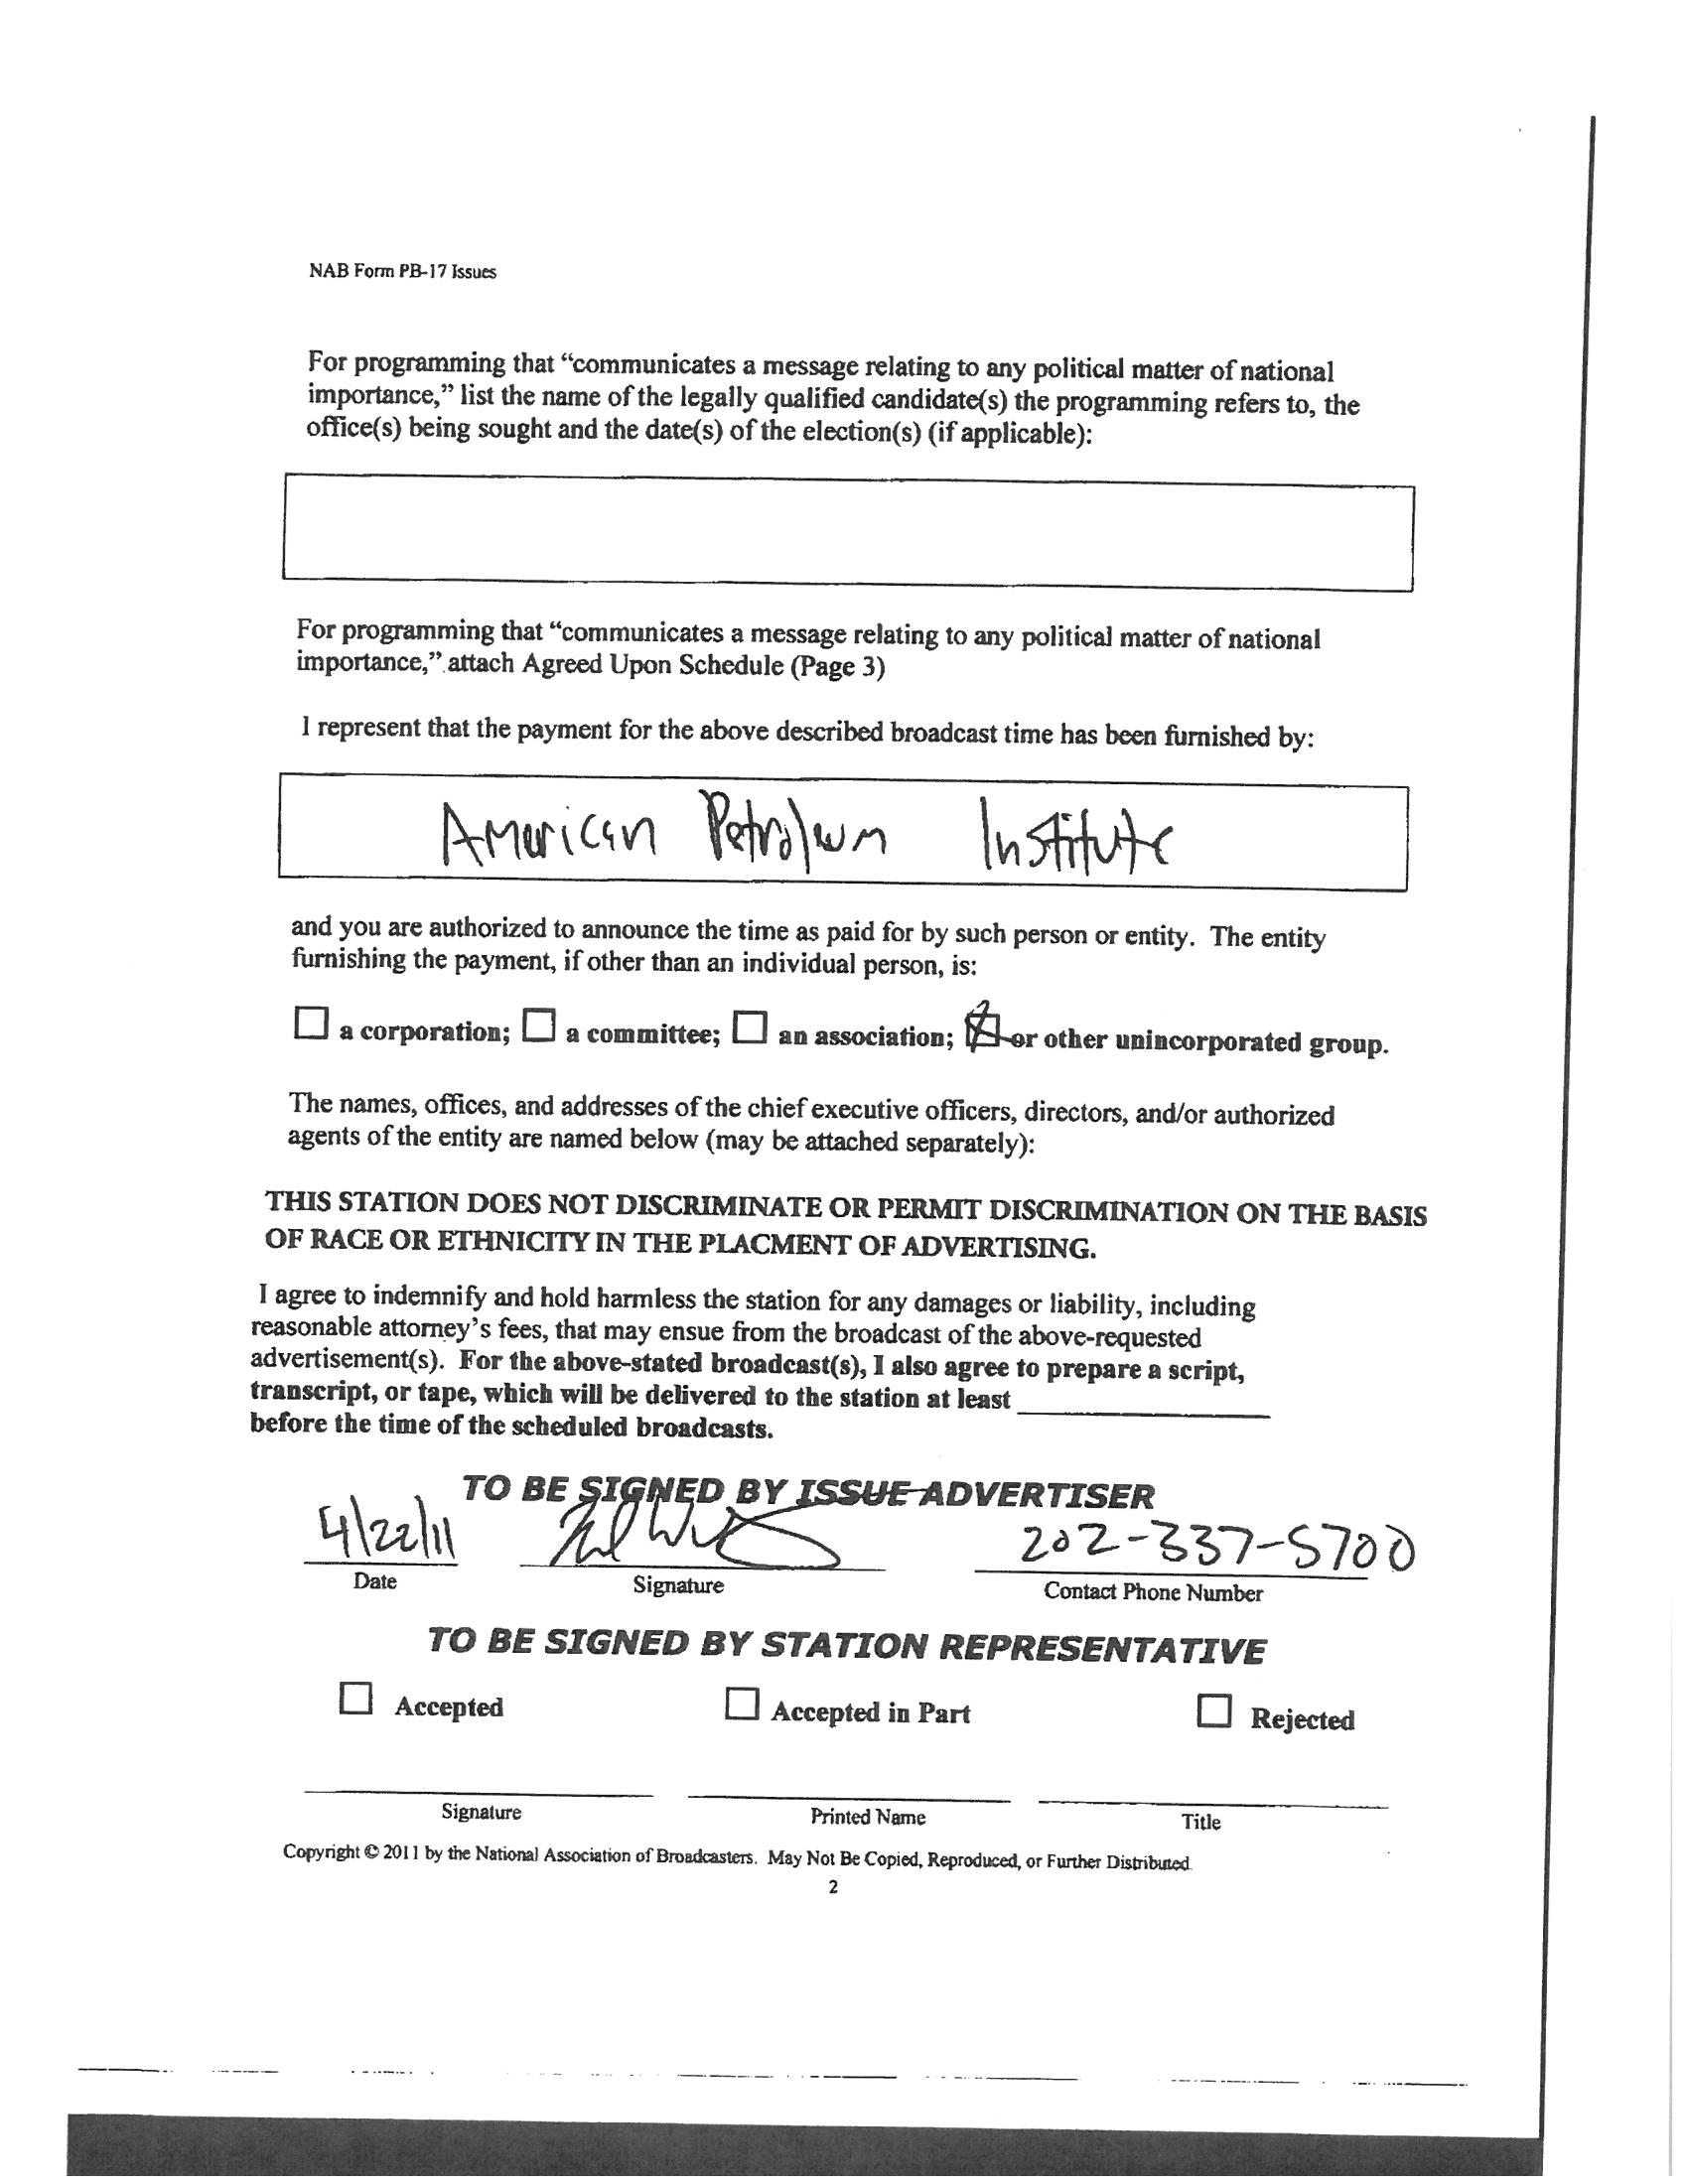 NAB Form PB-17 Issues
For programming that “communicates a message relating to any political matter of national
importance,” list the name of the legally qualified candidate(s) the programming refers to, the
office(s) being sought and the date(s) of the election(s) (if applicable):
For programming that “communicates a message relating to any political matter of national
importance,” attach Agreed Upon Schedule (Page 3)
I represent that the payment for the above described broadcast time has been furnished by:
American Petroleum Institute
and you are authorized to announce the time as paid for by such person or entity. The entity
furnishing the payment, if other than an individual person, is:
a corporation; a committee; an association; or other unincorporated group.
The names, offices, and addresses of the chief executive officers, directors, and/or authorized
agents of the entity are named below (may be attached separately):
THIS STATION DOES NOT DISCRIMINATE OR PERMIT DISCRIMINATION ON THE BASIS
OF RACE OR ETHNICITY IN THE PLACMENT OF ADVERTISING.
I agree to indemnify and hold harmless the station for any damages or liability, including
reasonable attorney’s fees, that may ensue from the broadcast of the above-requested
advertisement(s). For the above-stated broadcast(s), I also agree to prepare a script,
transcript, or tape, which will be delivered to the station at least
before the time of the scheduled broadcasts.
TO BE SIGNED BY ISSUE ADVERTISER
4/22/11 202-337-5700
Date Signature Contact Phone Number
TO BE SIGNED BY STATION REPRESENTATIVE
Accepted Accepted in Part Rejected
Signature Printed Name Title
Copyright © 2011 by the National Association of Broadcasters. May Not Be Copied, Reproduced, or Further Distributed.
2